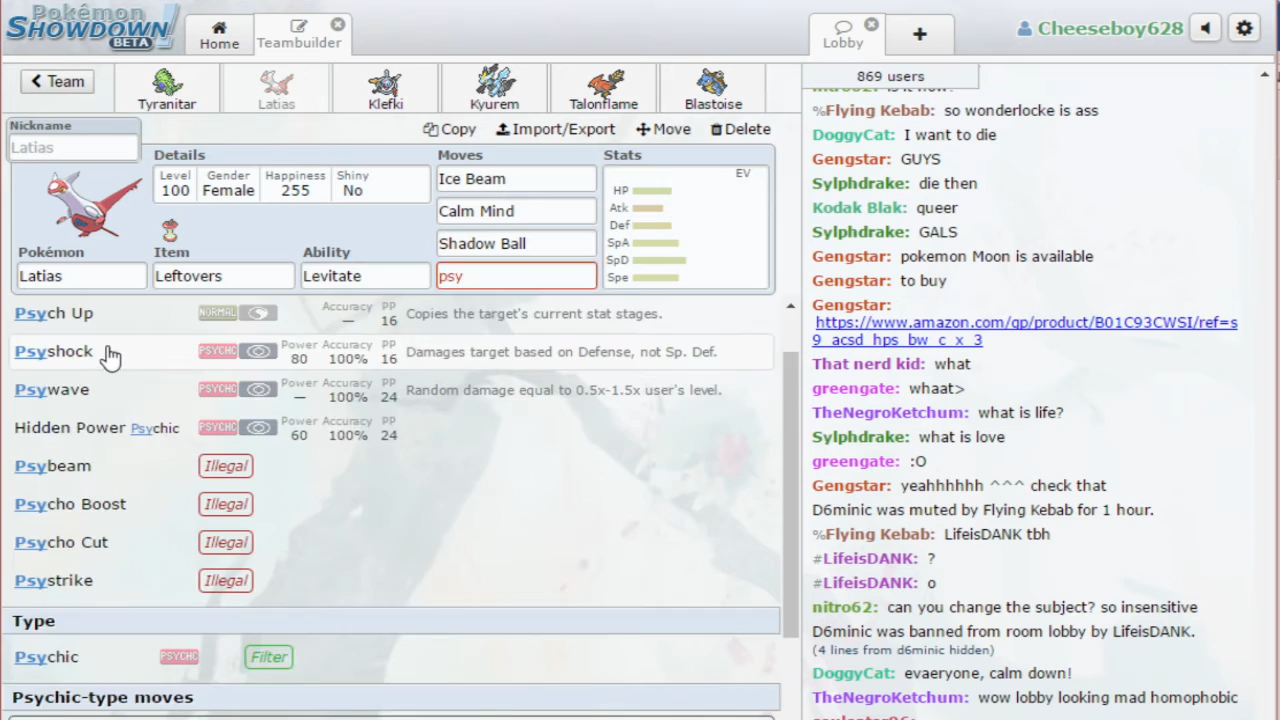 Pokémon
SHOWDOWN!
BETA
Home
Teambuilder
Lobby
+
Cheeseboy628
< Team
Tyranitar
Latias
Klefki
Kyurem
Talonflame
Blastoise
869 users
Nickname
Latias
Copy
Import/Export
Move
Delete
Details
Moves
Stats
Level
Gender
Happiness
Shiny
100
Female
255
No
Ice Beam
Calm Mind
Shadow Ball
psy
EV
HP
Atk
Def
SpA
SpD
Spe
Pokémon
Item
Ability
Latias
Leftovers
Levitate
Psych Up NORMAL Accuracy — PP 16 Copies the target's current stat stages.
Psyshock PSYCHC Power 80 Accuracy 100% PP 16 Damages target based on Defense, not Sp. Def.
Psywave PSYCHC Power — Accuracy 100% PP 24 Random damage equal to 0.5x-1.5x user's level.
Hidden Power Psychic PSYCHC Power 60 Accuracy 100% PP 24
Psybeam Illegal
Psycho Boost Illegal
Psycho Cut Illegal
Psystrike Illegal
Type
Psychic PSYCHC Filter
Psychic-type moves
%Flying Kebab: so wonderlocke is ass
DoggyCat: I want to die
Gengstar: GUYS
Sylphdrake: die then
Kodak Blak: queer
Sylphdrake: GALS
Gengstar: pokemon Moon is available
Gengstar: to buy
Gengstar:
https://www.amazon.com/gp/product/B01C93CWSI/ref=s
9_acsd_hps_bw_c_x_3
That nerd kid: what
greengate: whaat>
TheNegroKetchum: what is life?
Sylphdrake: what is love
greengate: :O
Gengstar: yeahhhhhh ^^^ check that
D6minic was muted by Flying Kebab for 1 hour.
%Flying Kebab: LifeisDANK tbh
#LifeisDANK: ?
#LifeisDANK: o
nitro62: can you change the subject? so insensitive
D6minic was banned from room lobby by LifeisDANK.
(4 lines from d6minic hidden)
DoggyCat: evaeryone, calm down!
TheNegroKetchum: wow lobby looking mad homophobic